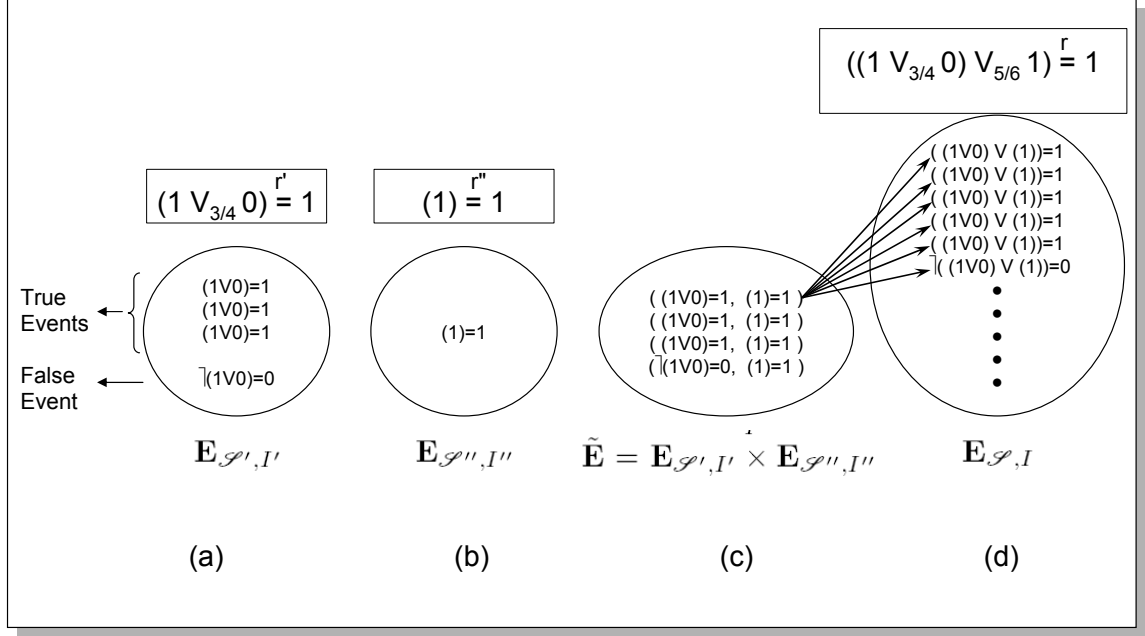 ((1 V3/4 0) V5/6 1) r= 1
(1 V3/4 0) r'= 1
(1) r"= 1
True Events
False Event
(1V0)=1
(1V0)=1
(1V0)=1
⏋(1V0)=0
(1)=1
( (1V0)=1, (1)=1 )
( (1V0)=1, (1)=1 )
( (1V0)=1, (1)=1 )
(⏋(1V0)=0, (1)=1 )
( (1V0) V (1))=1
( (1V0) V (1))=1
( (1V0) V (1))=1
( (1V0) V (1))=1
( (1V0) V (1))=1
⏋( (1V0) V (1))=0
E𝒮′,I′
E𝒮″,I″
Ẽ = E𝒮′,I′ × E𝒮″,I″
E𝒮,I
(a)
(b)
(c)
(d)